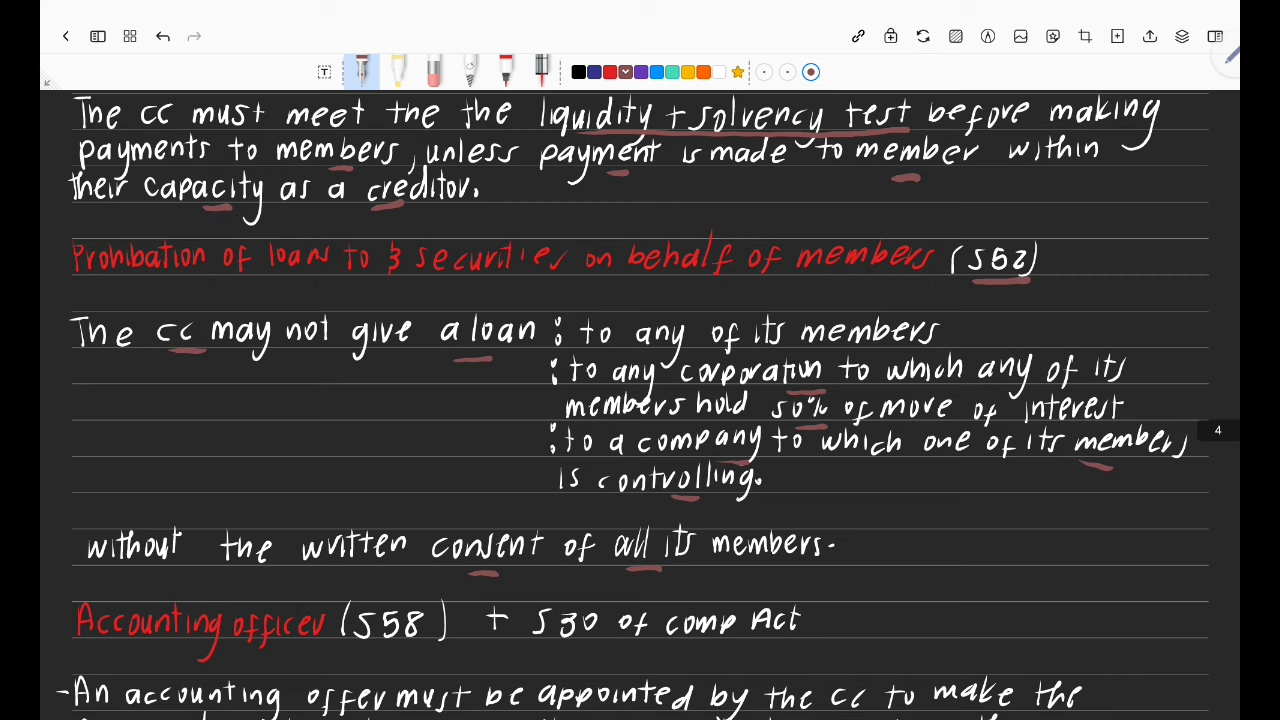 The CC must meet the the liquidity + solvency test before making
payments to members, unless payment is made to member within
their capacity as a creditor.
Prohibation of loans to & securities on behalf of members (S52)
The CC may not give a loan : to any of its members
: to any corporation to which any of its
members hold 50% of more of interest
4
: to a company to which one of its members
is controlling.
without the written consent of all its members.
Accounting officer (S58) + S30 of comp Act
- An accounting offer must be appointed by the CC to make the